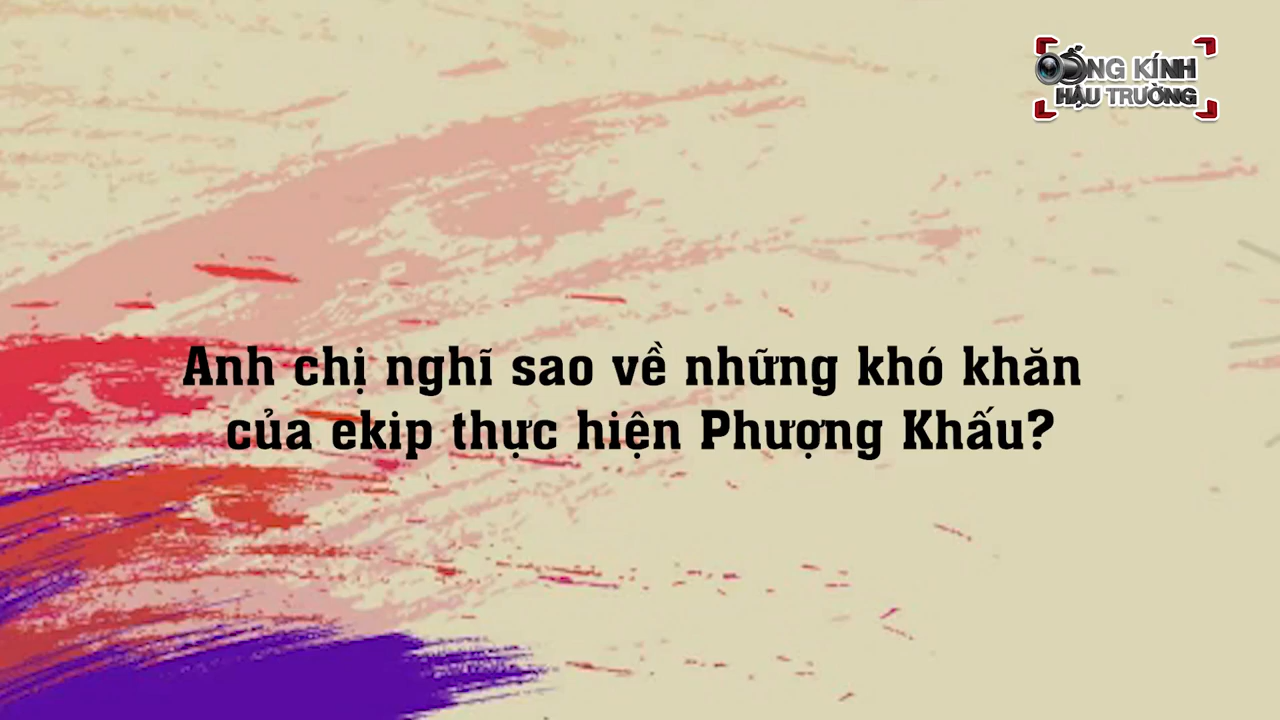 ỐNG KÍNH
HẬU TRƯỜNG
Anh chị nghĩ sao về những khó khăn
của ekip thực hiện Phượng Khấu?